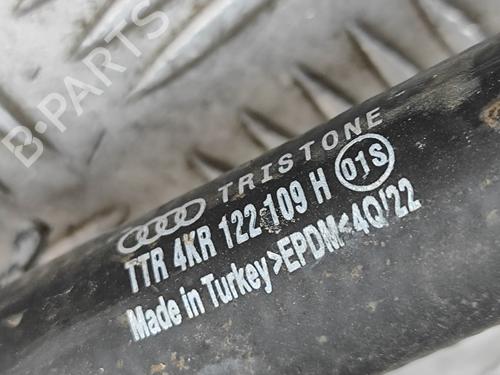 B-PARTS
TRISTONE
TTR 4KR 122 109 H 01S
Made in Turkey >EPDM< 4Q'22